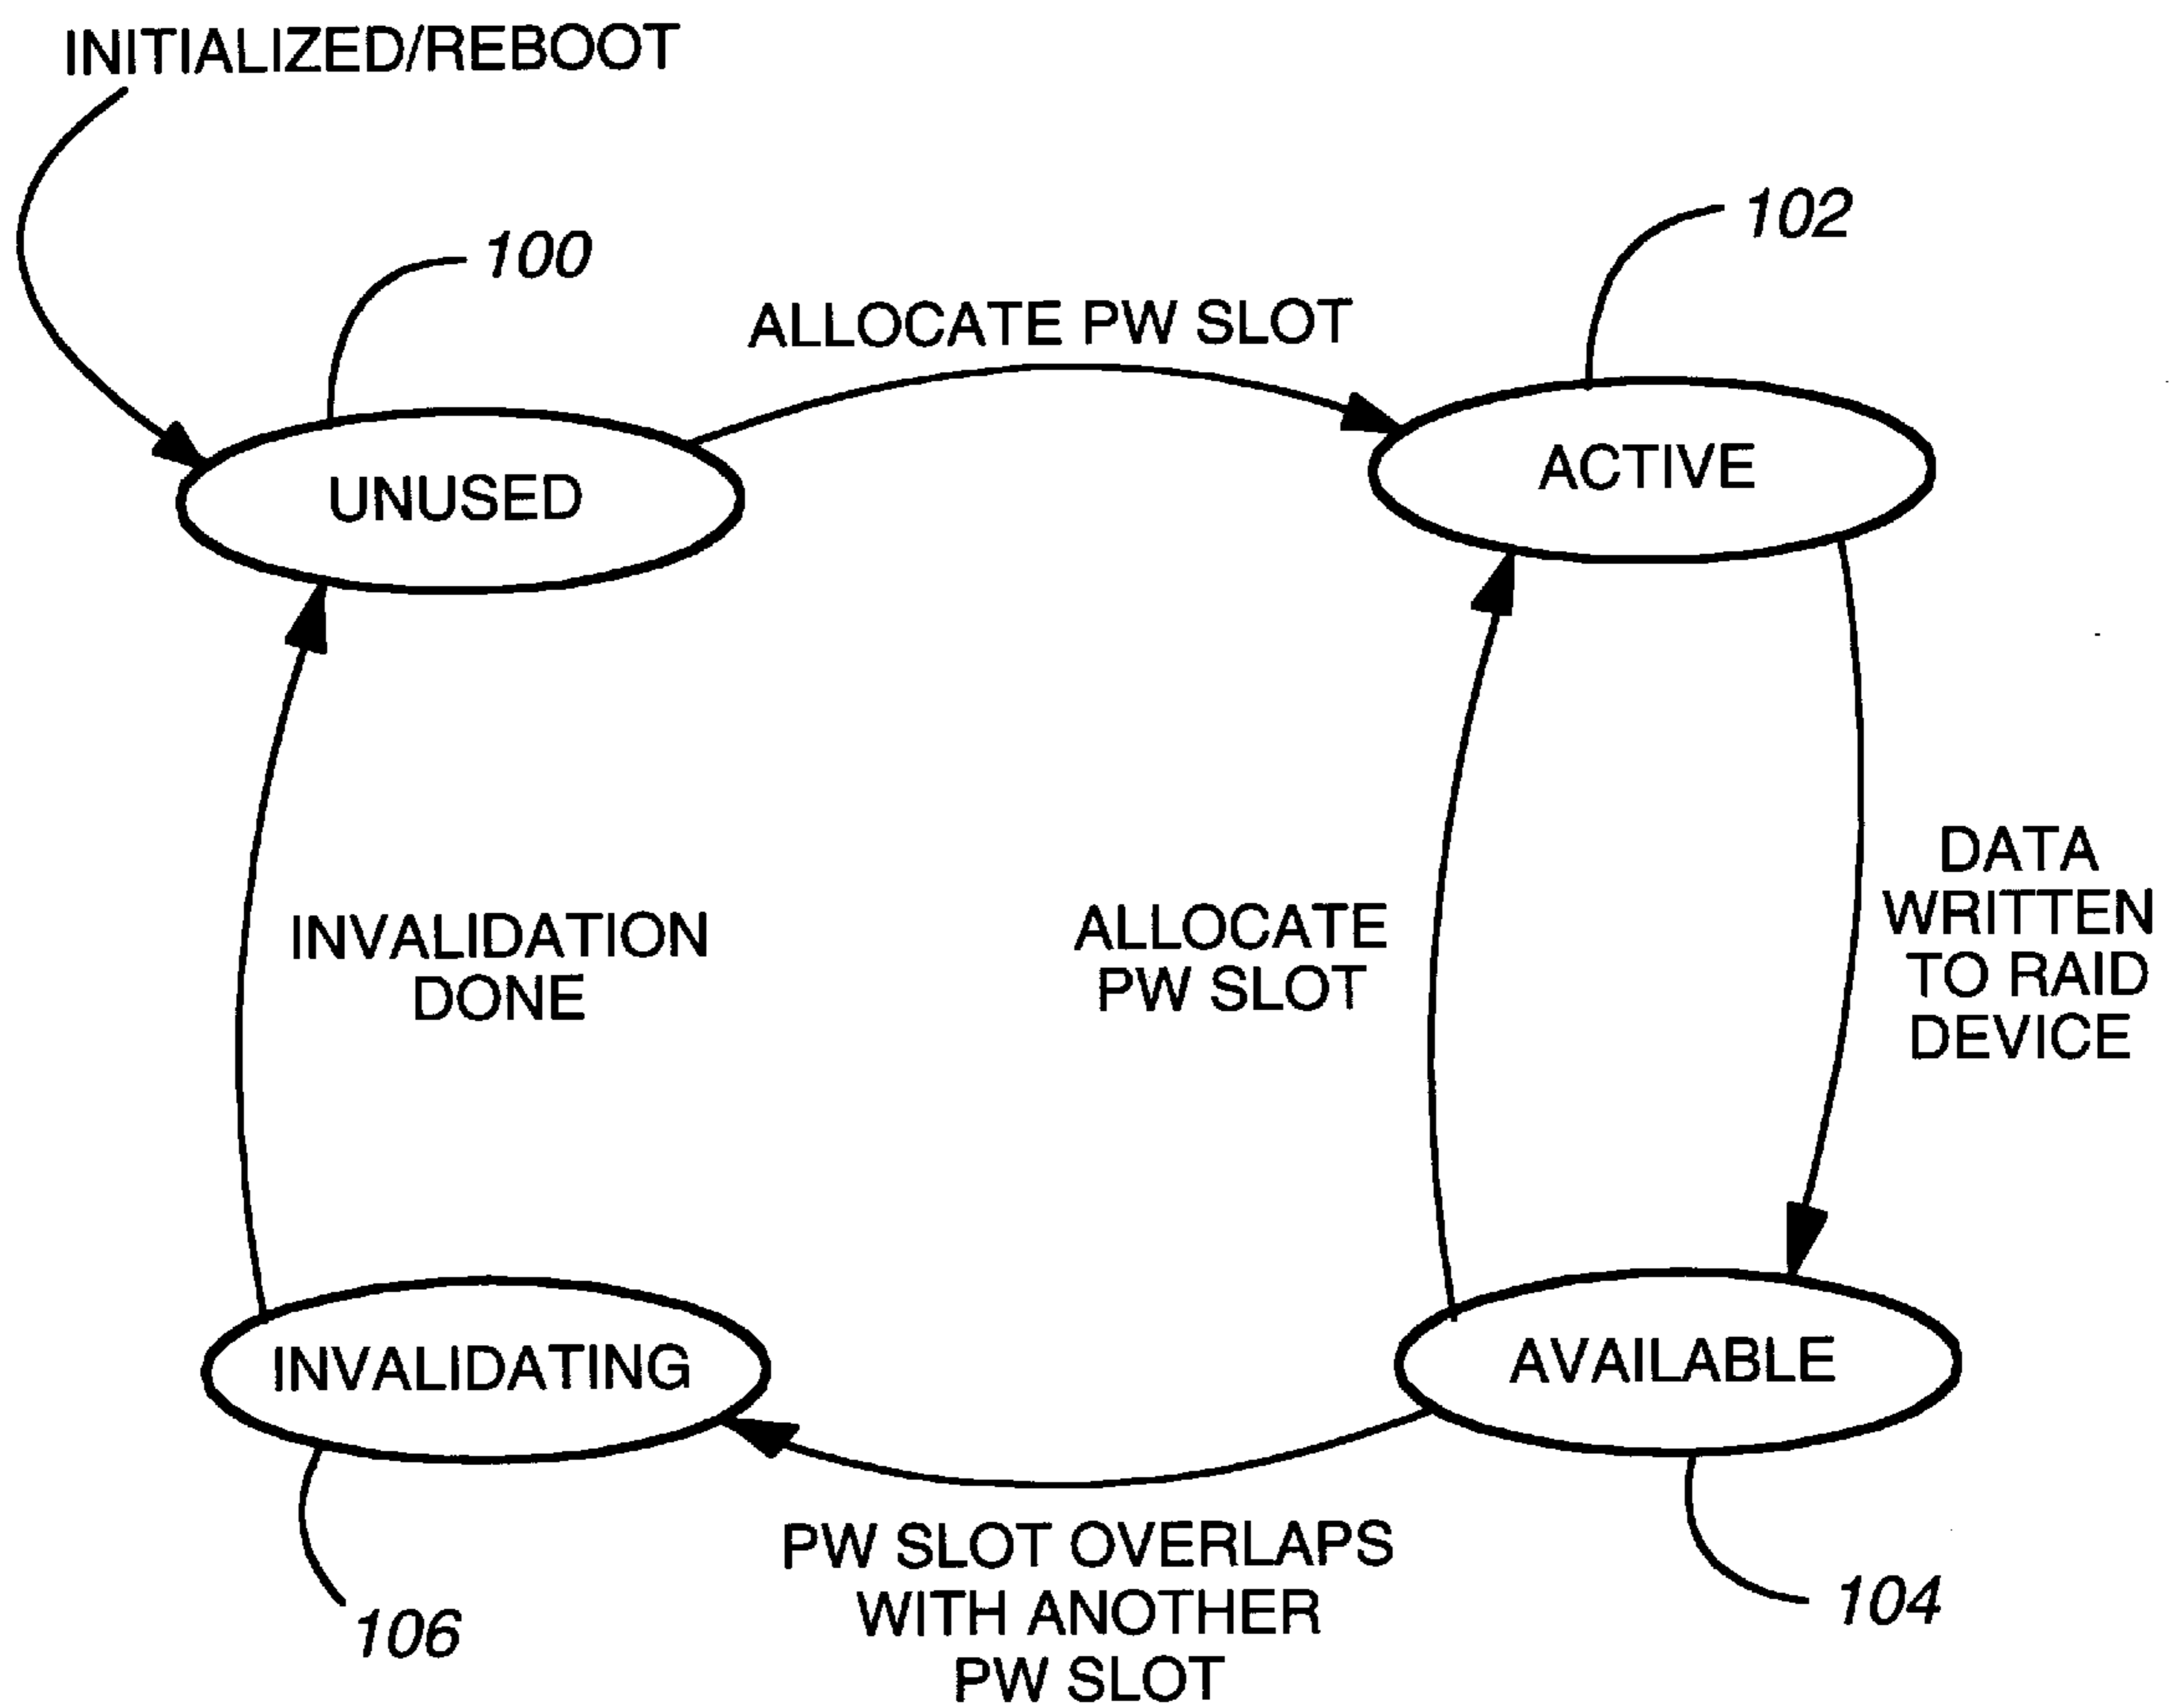 INITIALIZED/REBOOT
102
100
ALLOCATE PW SLOT
ACTIVE
UNUSED
DATA
WRITTEN
TO RAID
DEVICE
ALLOCATE
PW SLOT
INVALIDATION
DONE
INVALIDATING
AVAILABLE
PW SLOT OVERLAPS
WITH ANOTHER
PW SLOT
104
106